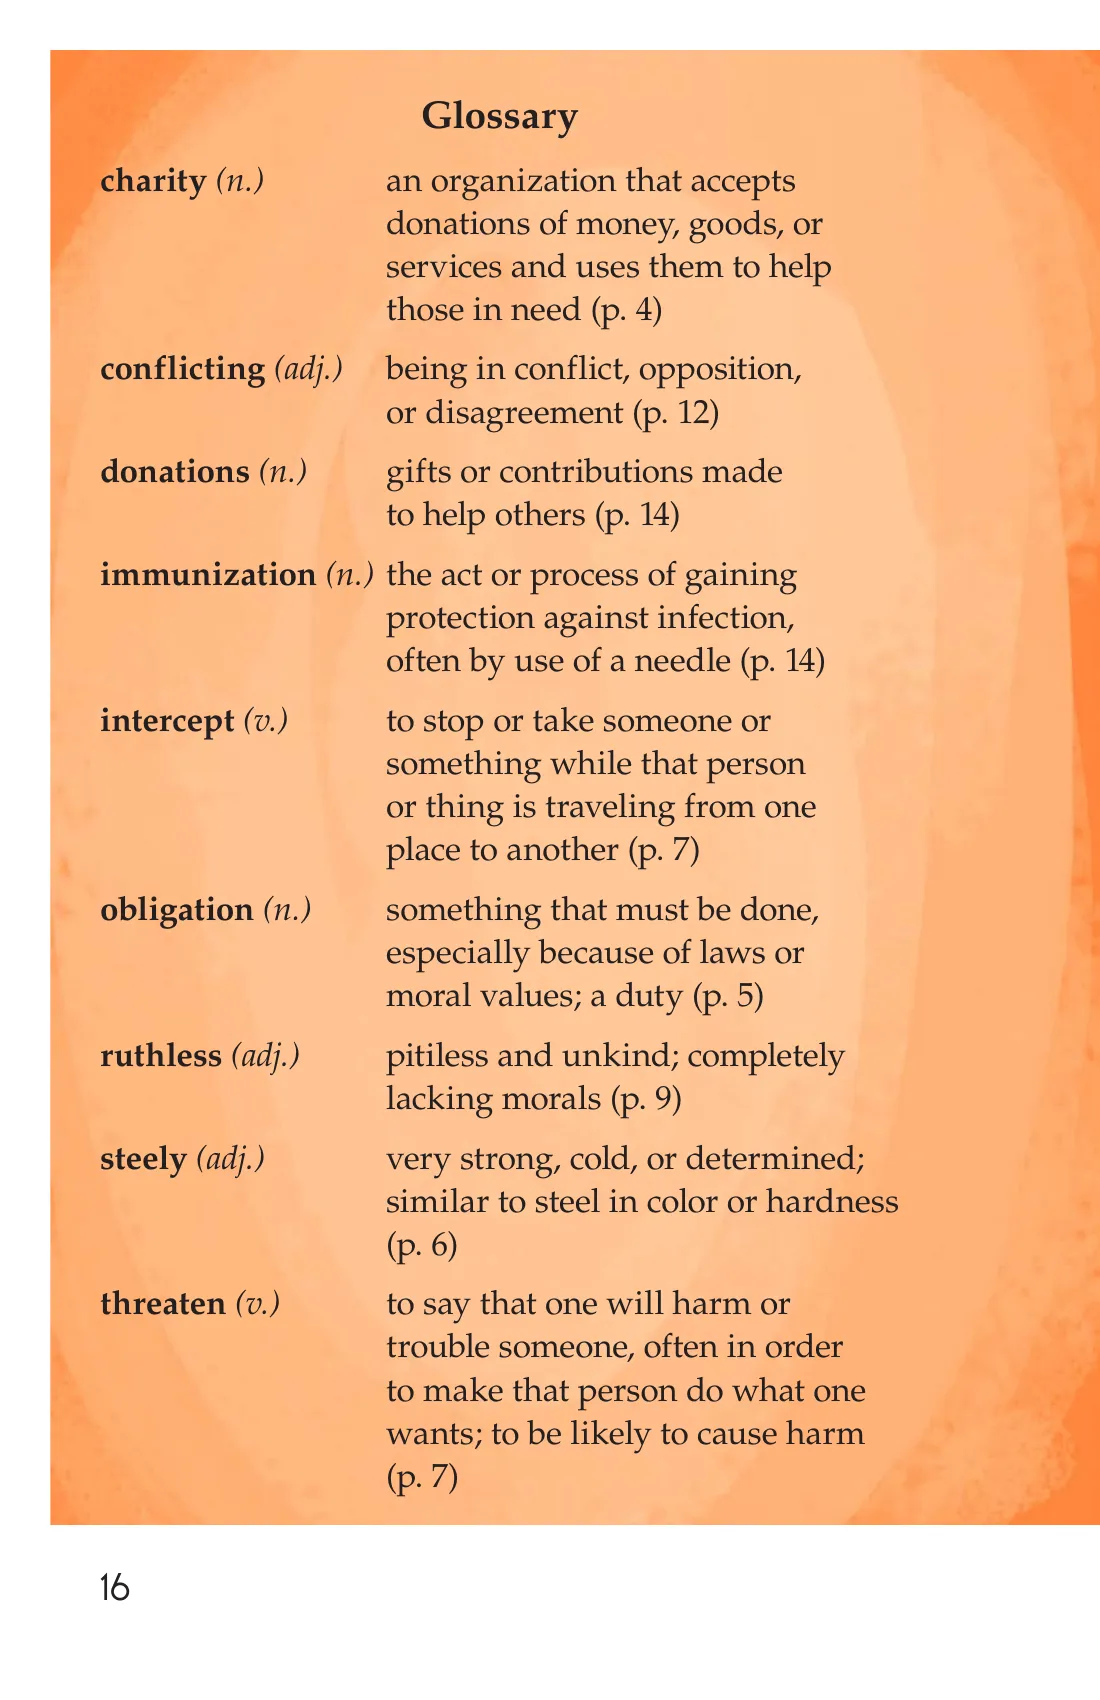 Glossary
charity (n.) an organization that accepts
donations of money, goods, or
services and uses them to help
those in need (p. 4)
conflicting (adj.) being in conflict, opposition,
or disagreement (p. 12)
donations (n.) gifts or contributions made
to help others (p. 14)
immunization (n.) the act or process of gaining
protection against infection,
often by use of a needle (p. 14)
intercept (v.) to stop or take someone or
something while that person
or thing is traveling from one
place to another (p. 7)
obligation (n.) something that must be done,
especially because of laws or
moral values; a duty (p. 5)
ruthless (adj.) pitiless and unkind; completely
lacking morals (p. 9)
steely (adj.) very strong, cold, or determined;
similar to steel in color or hardness
(p. 6)
threaten (v.) to say that one will harm or
trouble someone, often in order
to make that person do what one
wants; to be likely to cause harm
(p. 7)
16